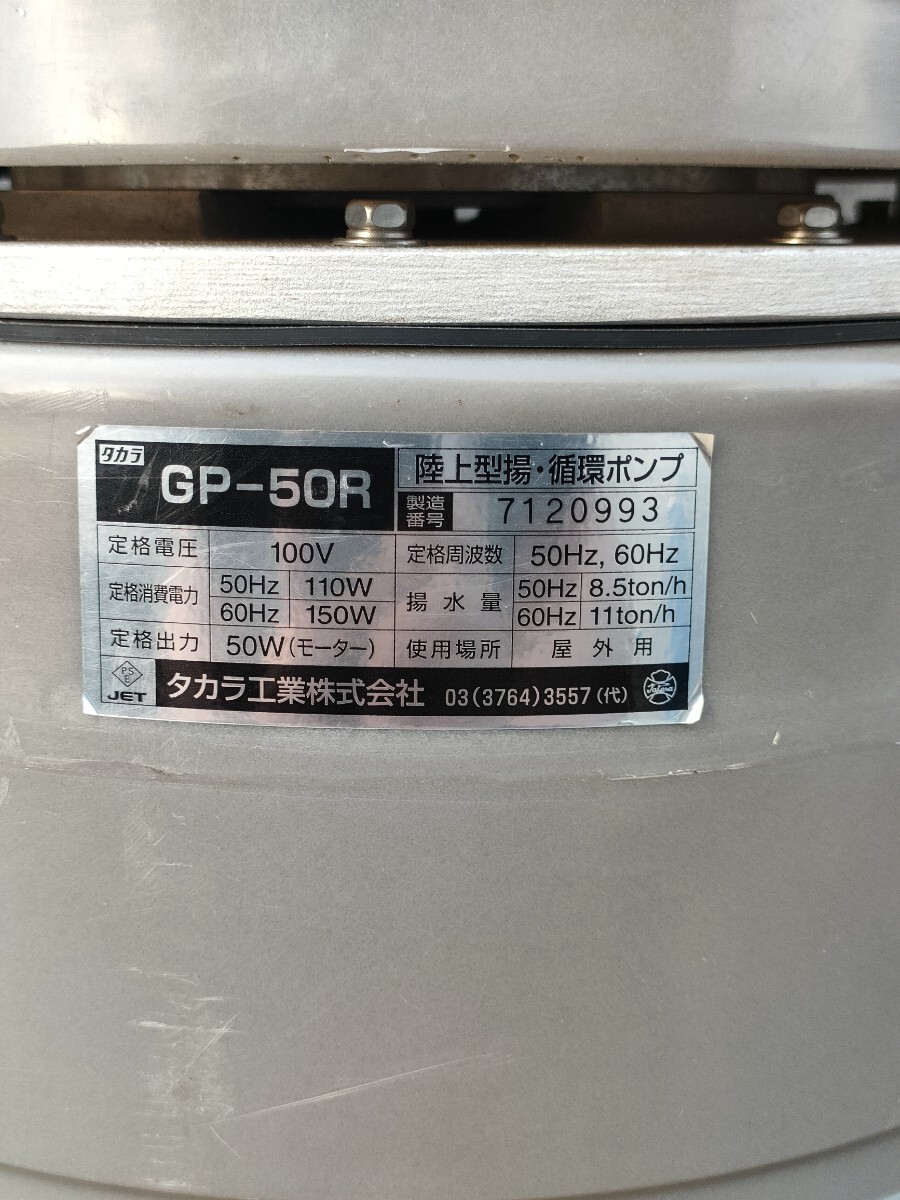 タカラ
GP-50R
陸上型揚・循環ポンプ
製造番号 7120993
定格電圧 100V 定格周波数 50Hz, 60Hz
定格消費電力 50Hz 110W 揚水量 50Hz 8.5ton/h
60Hz 150W 60Hz 11ton/h
定格出力 50W(モーター) 使用場所 屋外用
PSE
JET タカラ工業株式会社 03(3764)3557(代) Takara